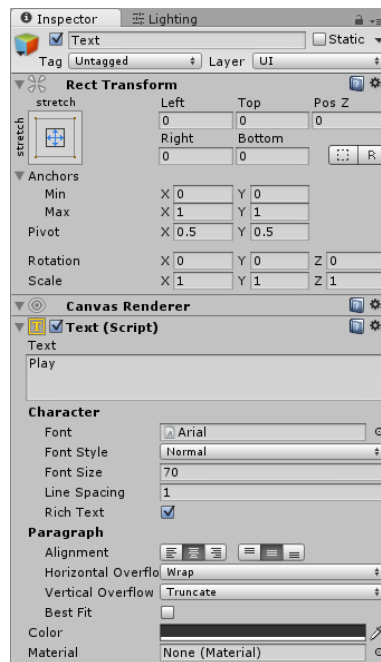 Inspector Lighting
Text Static
Tag Untagged Layer UI
Rect Transform
stretch Left Top Pos Z
stretch 0 0 0
Right Bottom
0 0 R
Anchors
Min X 0 Y 0
Max X 1 Y 1
Pivot X 0.5 Y 0.5
Rotation X 0 Y 0 Z 0
Scale X 1 Y 1 Z 1
Canvas Renderer
T Text (Script)
Text
Play
Character
Font Arial
Font Style Normal
Font Size 70
Line Spacing 1
Rich Text
Paragraph
Alignment
Horizontal Overflo Wrap
Vertical Overflow Truncate
Best Fit
Color
Material None (Material)